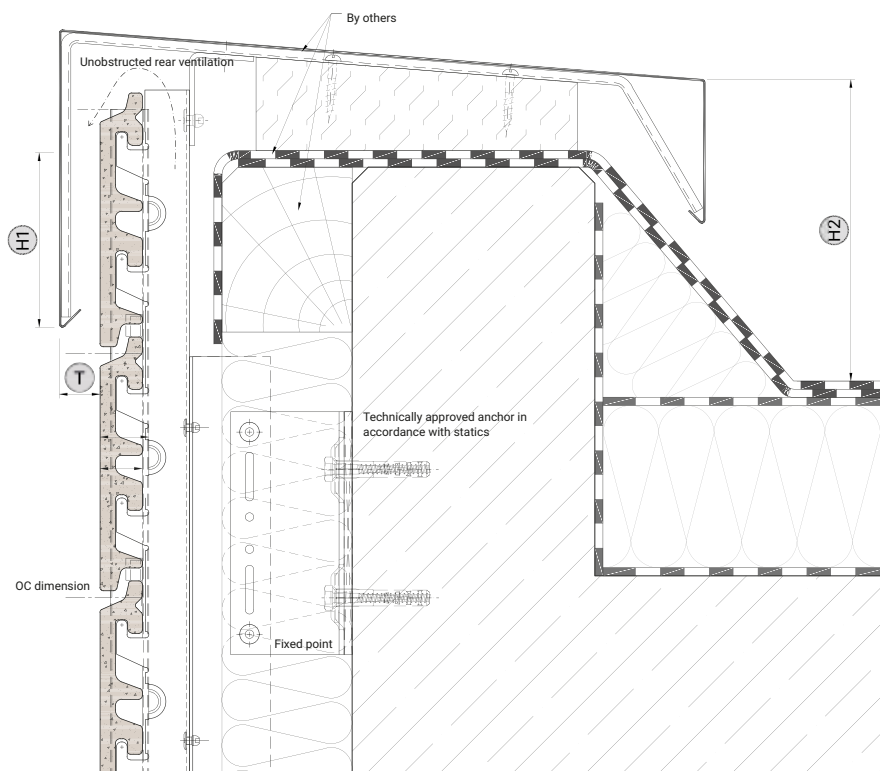 By others
Unobstructed rear ventilation
H1
H2
T
Technically approved anchor in
accordance with statics
OC dimension
Fixed point